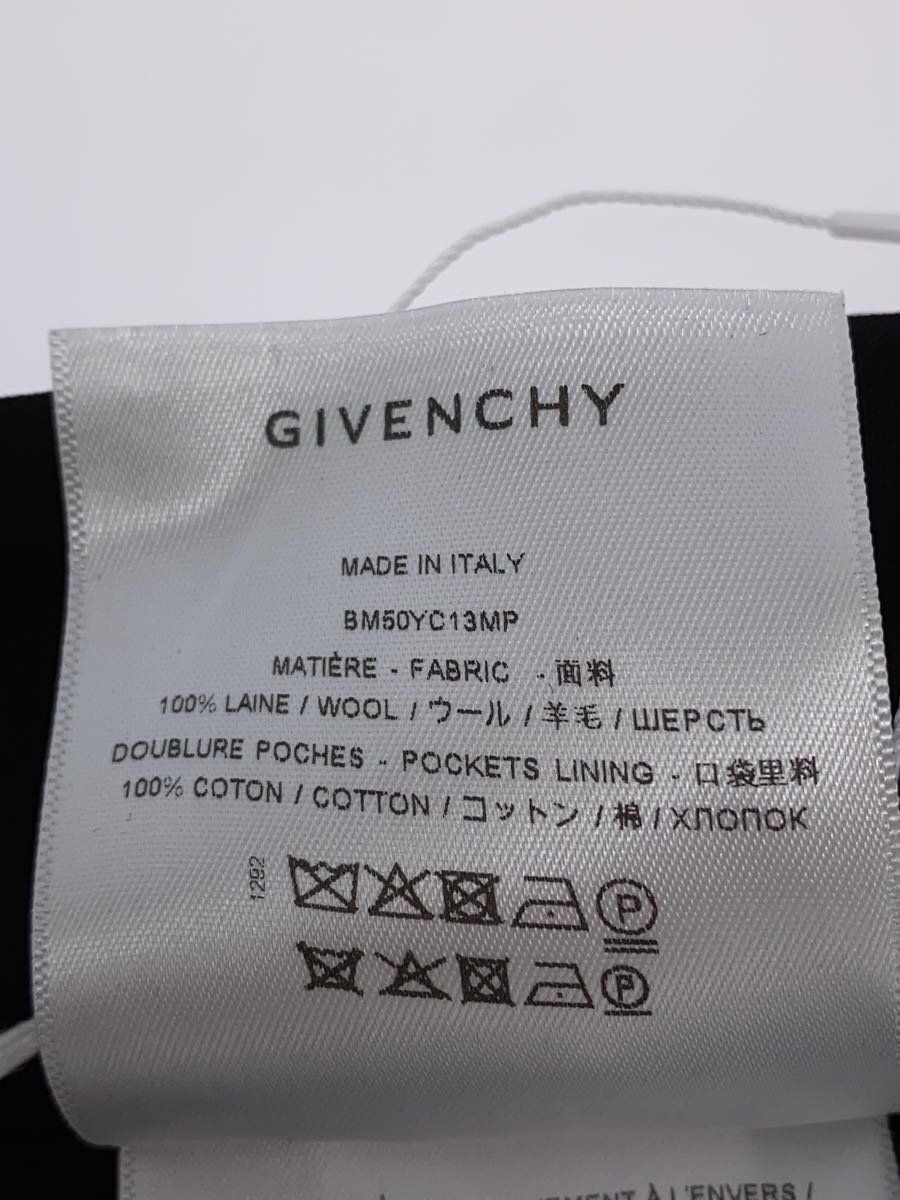 GIVENCHY
MADE IN ITALY
BM50YC13MP
MATIÈRE - FABRIC - 面料
100% LAINE / WOOL / ウール / 羊毛 / ШЕРСТЬ
DOUBLURE POCHES - POCKETS LINING - 口袋里料
100% COTON / COTTON / コットン / 棉 / ХЛОПОК
1292
P
P
À L'ENVERS /